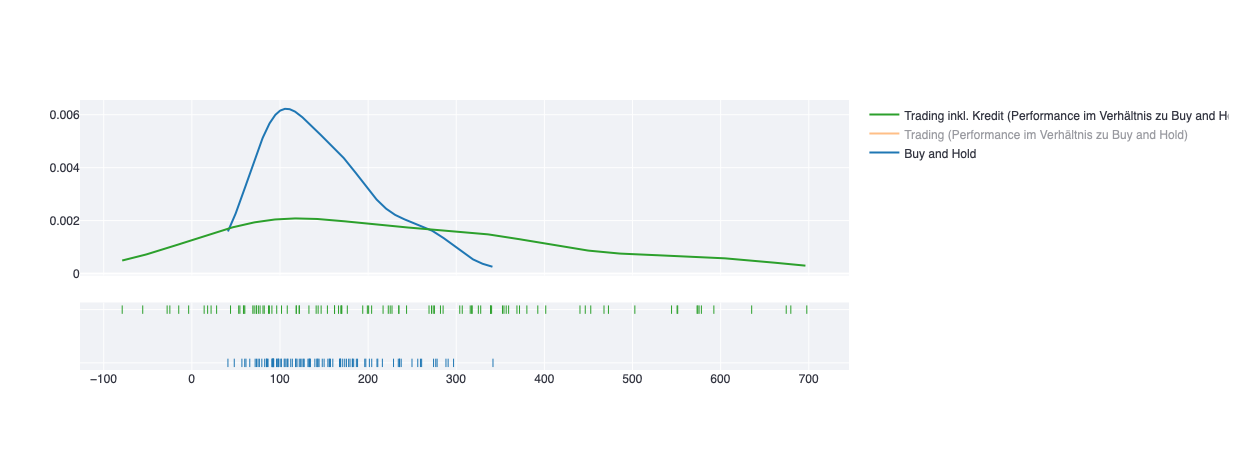 0.006
0.004
0.002
0
−100 0 100 200 300 400 500 600 700
Trading inkl. Kredit (Performance im Verhältnis zu Buy and H
Trading (Performance im Verhältnis zu Buy and Hold)
Buy and Hold